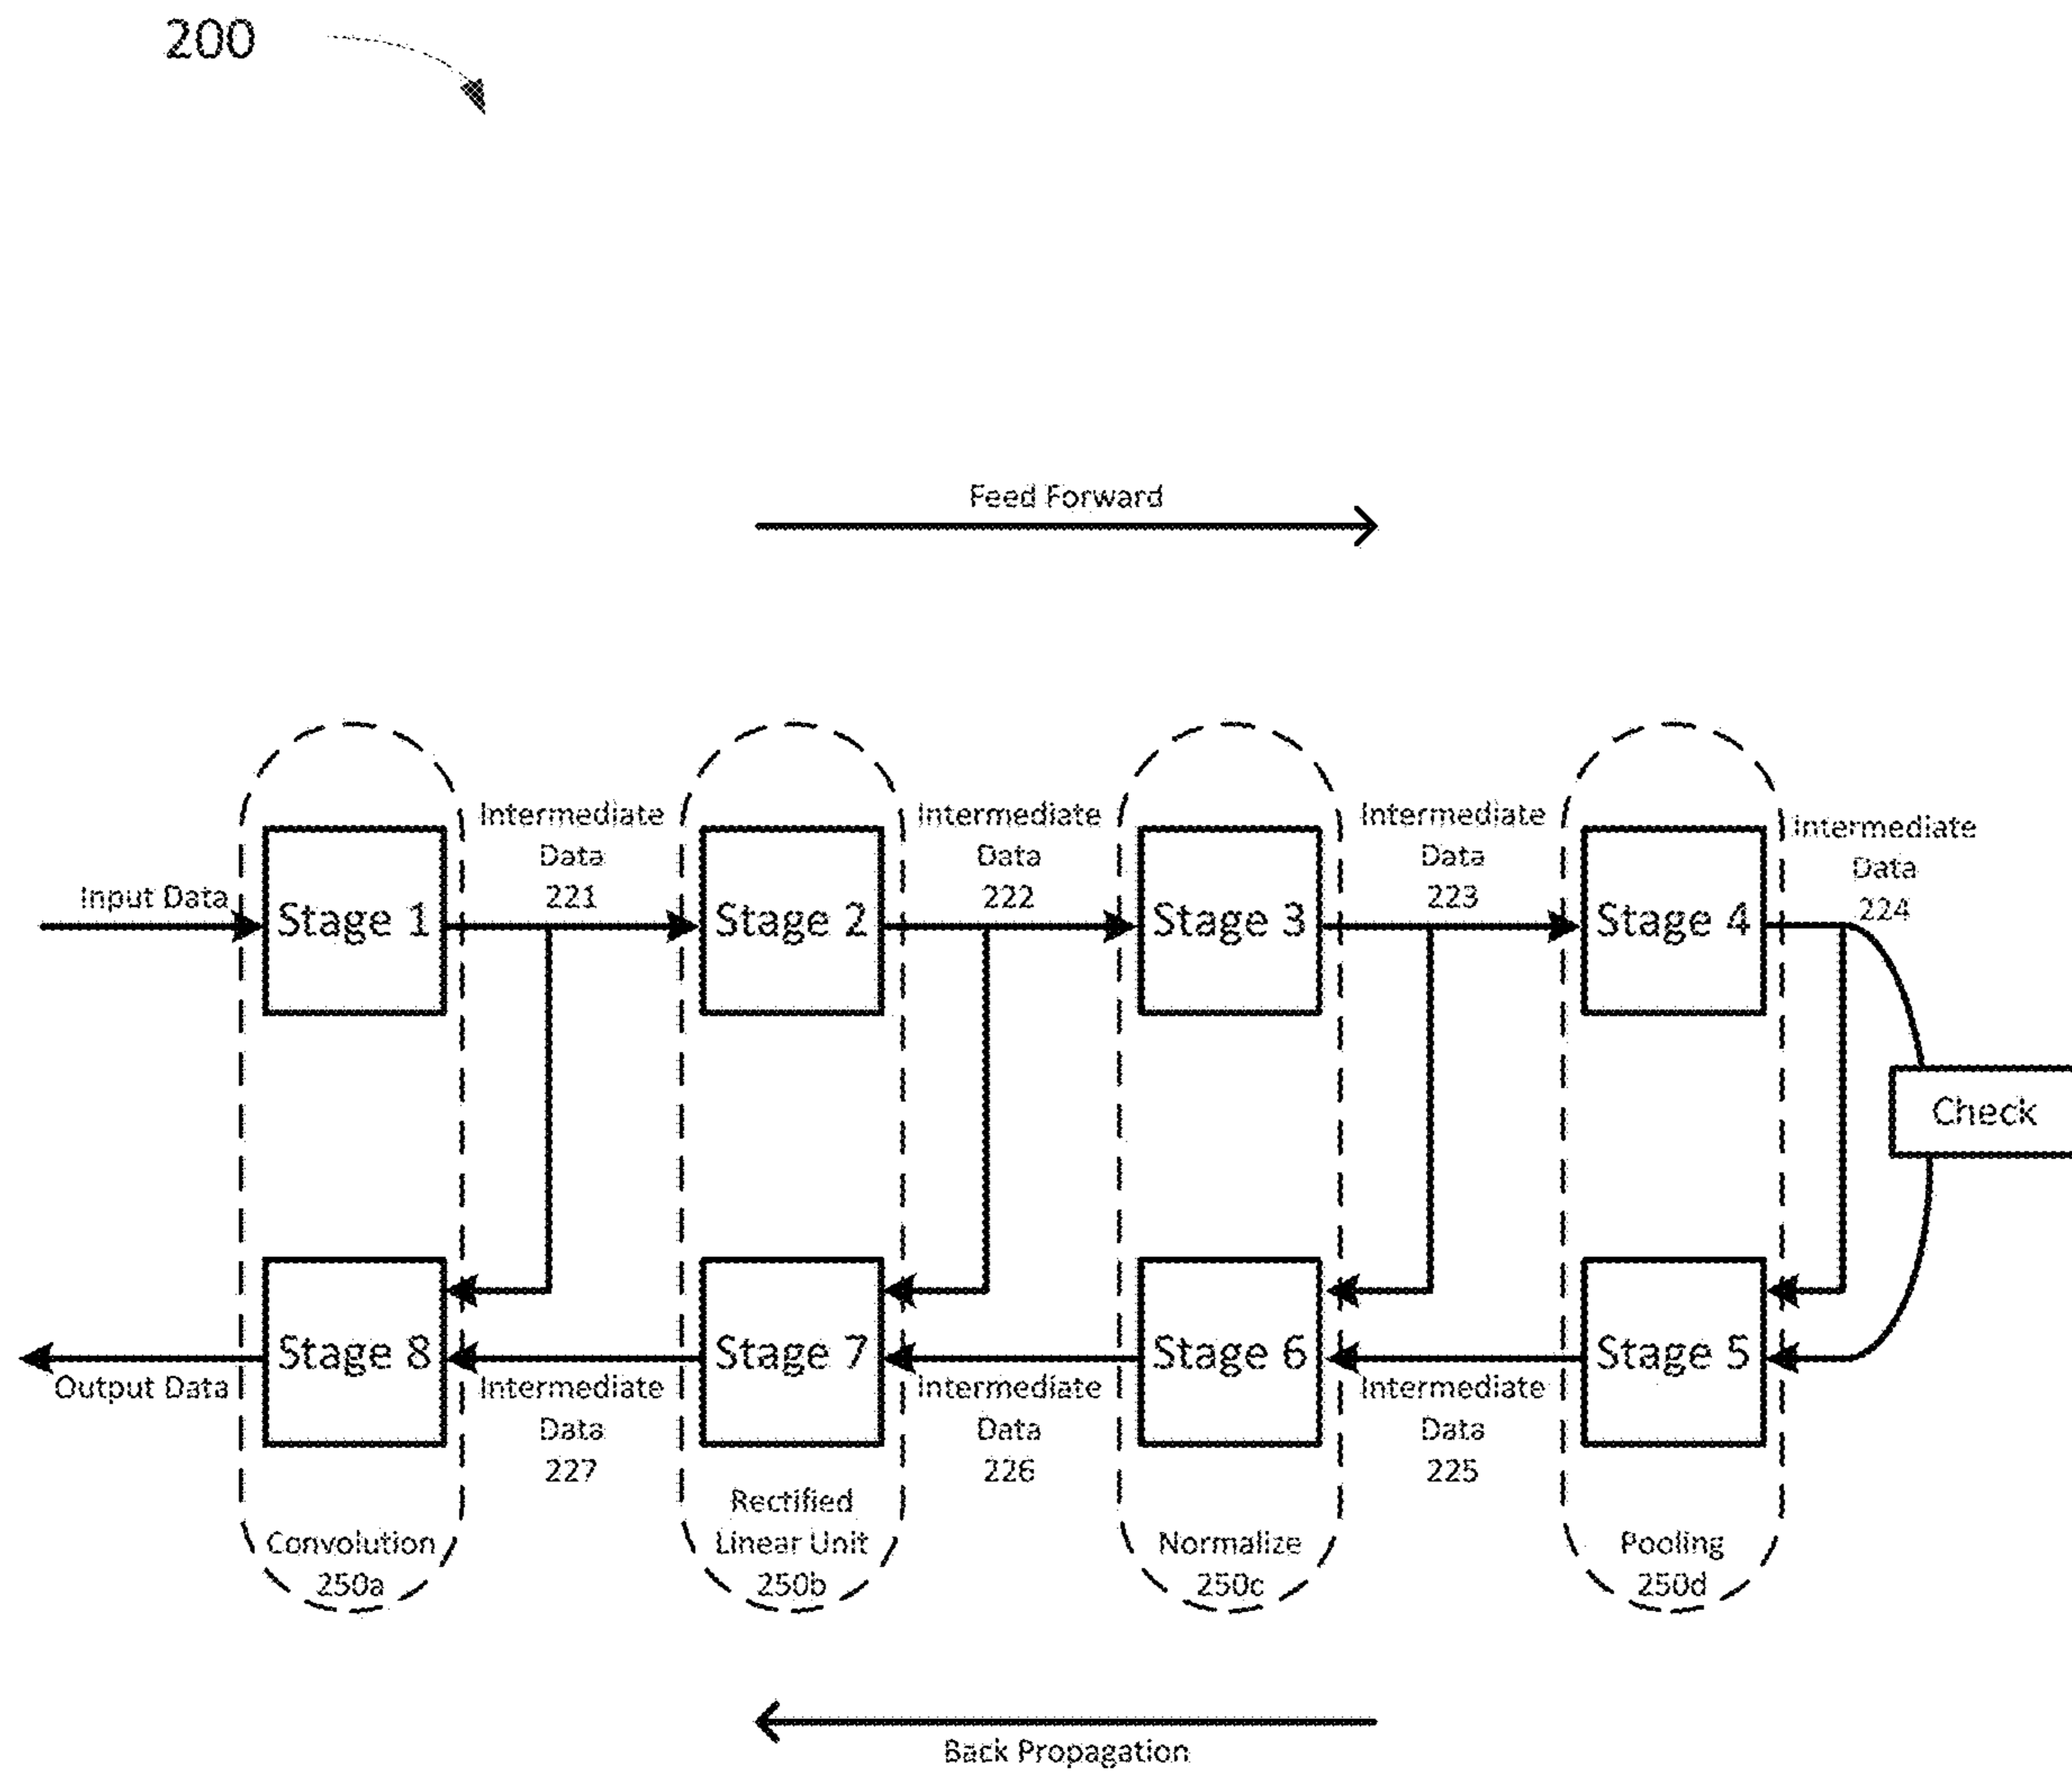 200
Feed Forward
Intermediate
Data
221
Intermediate
Data
222
Intermediate
Data
223
Intermediate
Data
224
Input Data
Stage 1
Stage 2
Stage 3
Stage 4
Check
Stage 8
Stage 7
Stage 6
Stage 5
Output Data
Intermediate
Data
227
Intermediate
Data
226
Intermediate
Data
225
Convolution
250a
Rectified
Linear Unit
250b
Normalize
250c
Pooling
250d
Back Propagation